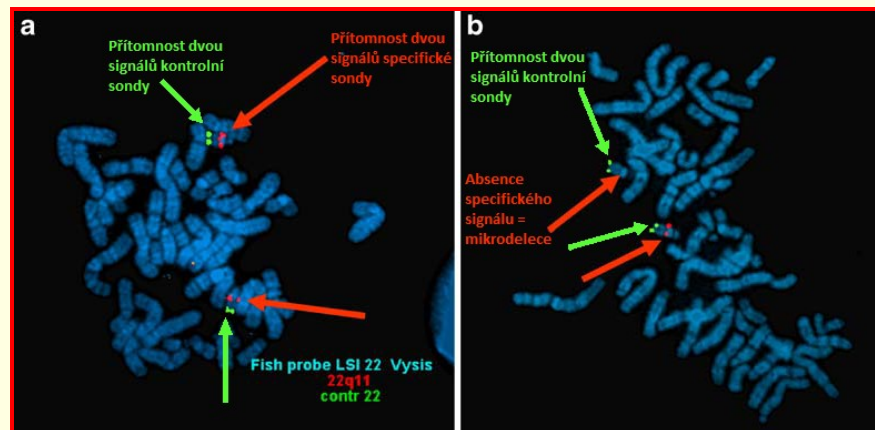 a
Přítomnost dvou
signálů kontrolní
sondy
Přítomnost dvou
signálů specifické
sondy
Fish probe LSI 22 Vysis
22q11
contr 22
b
Přítomnost dvou
signálů kontrolní
sondy
Absence
specifického
signálu =
mikrodelece